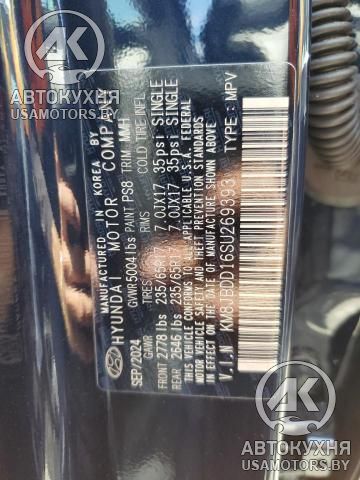 AK
АВТОКУХНЯ
USAMOTORS.BY
MANUFACTURED IN KOREA BY
HYUNDAI MOTOR COMPANY
SEP.2024 GVWR 5004 lbs PAINT PS8 TRIM MMF
GAWR TIRES RIMS COLD TIRE INFL.
FRONT 2778 lbs 235/65R17 7.0JX17 35psi SINGLE
REAR 2646 lbs 235/65R17 7.0JX17 35psi SINGLE
THIS VEHICLE CONFORMS TO ALL APPLICABLE U.S.A. FEDERAL
MOTOR VEHICLE SAFETY AND THEFT PREVENTION STANDARDS
IN EFFECT ON THE DATE OF MANUFACTURE SHOWN ABOVE.
V.I.N KM8JBDD16SU269393 TYPE : MPV
AK
АВТОКУХНЯ
USAMOTORS.BY